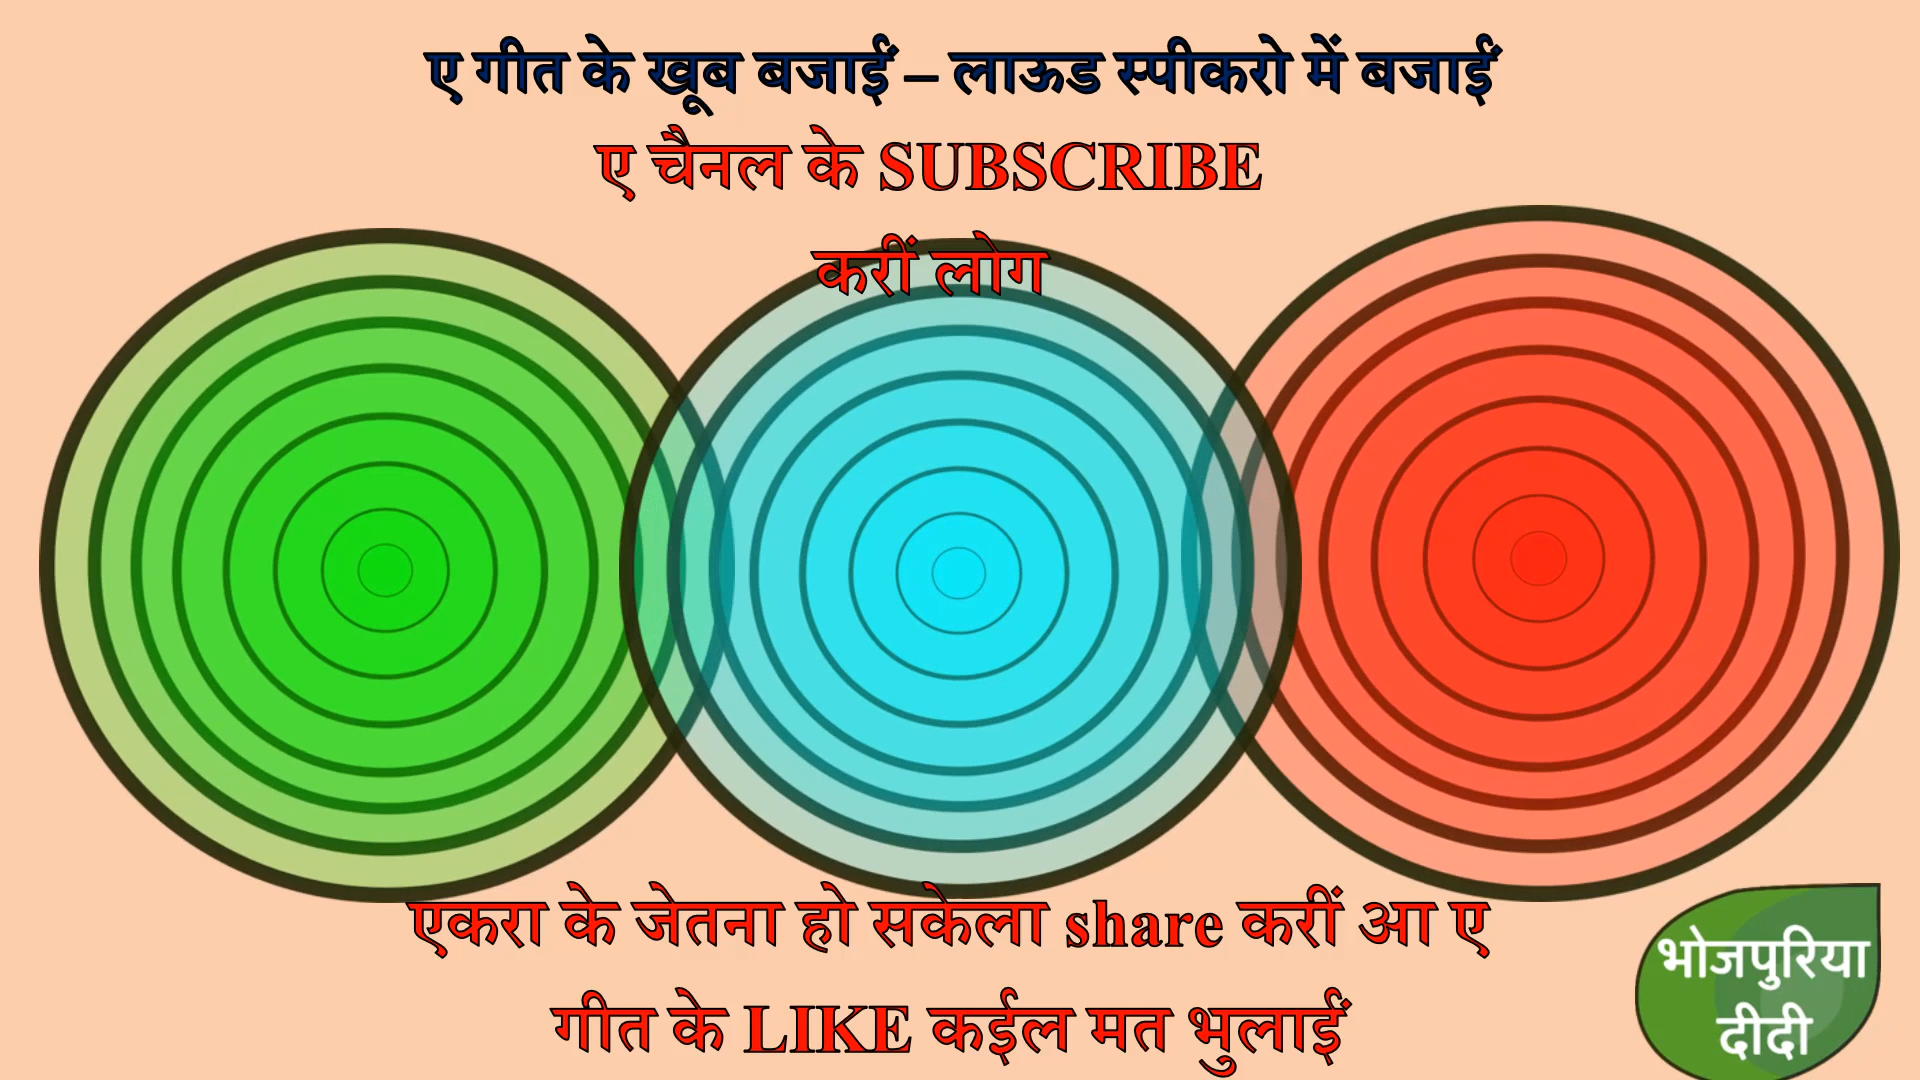 ए गीत के खूब बजाईं – लाऊड स्पीकरो में बजाईं
ए चैनल के SUBSCRIBE
करीं लोग
एकरा के जेतना हो सकेला share करीं आ ए
गीत के LIKE कईल मत भुलाईं
भोजपुरिया
दीदी